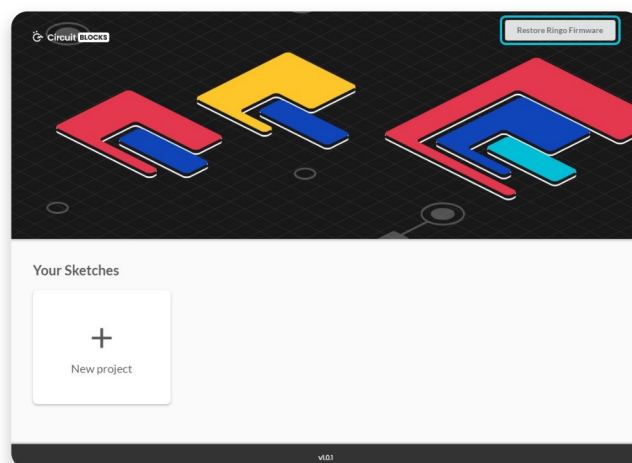 Circuit BLOCKS
Restore Ringo Firmware
Your Sketches
New project
v1.0.1